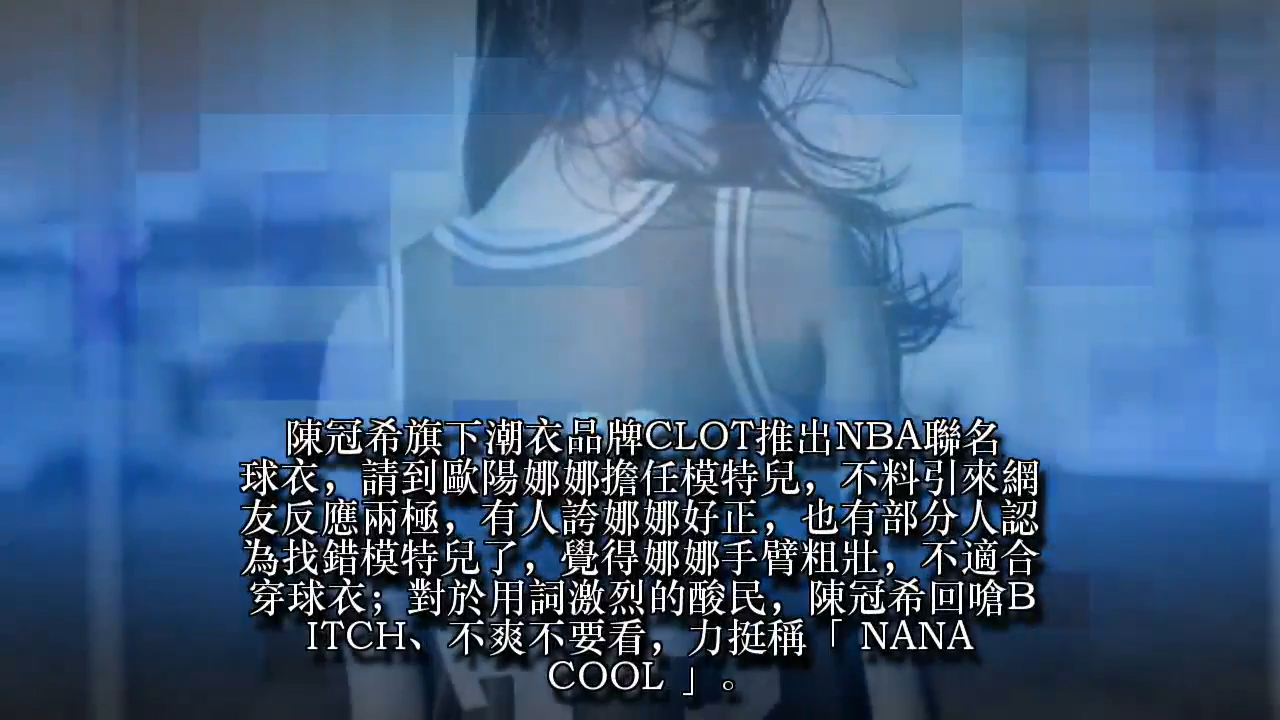 陳冠希旗下潮衣品牌CLOT推出NBA聯名
球衣，請到歐陽娜娜擔任模特兒，不料引來網
友反應兩極，有人誇娜娜好正，也有部分人認
為找錯模特兒了，覺得娜娜手臂粗壯，不適合
穿球衣；對於用詞激烈的酸民，陳冠希回嗆B
ITCH、不爽不要看，力挺稱「 NANA
COOL 」。